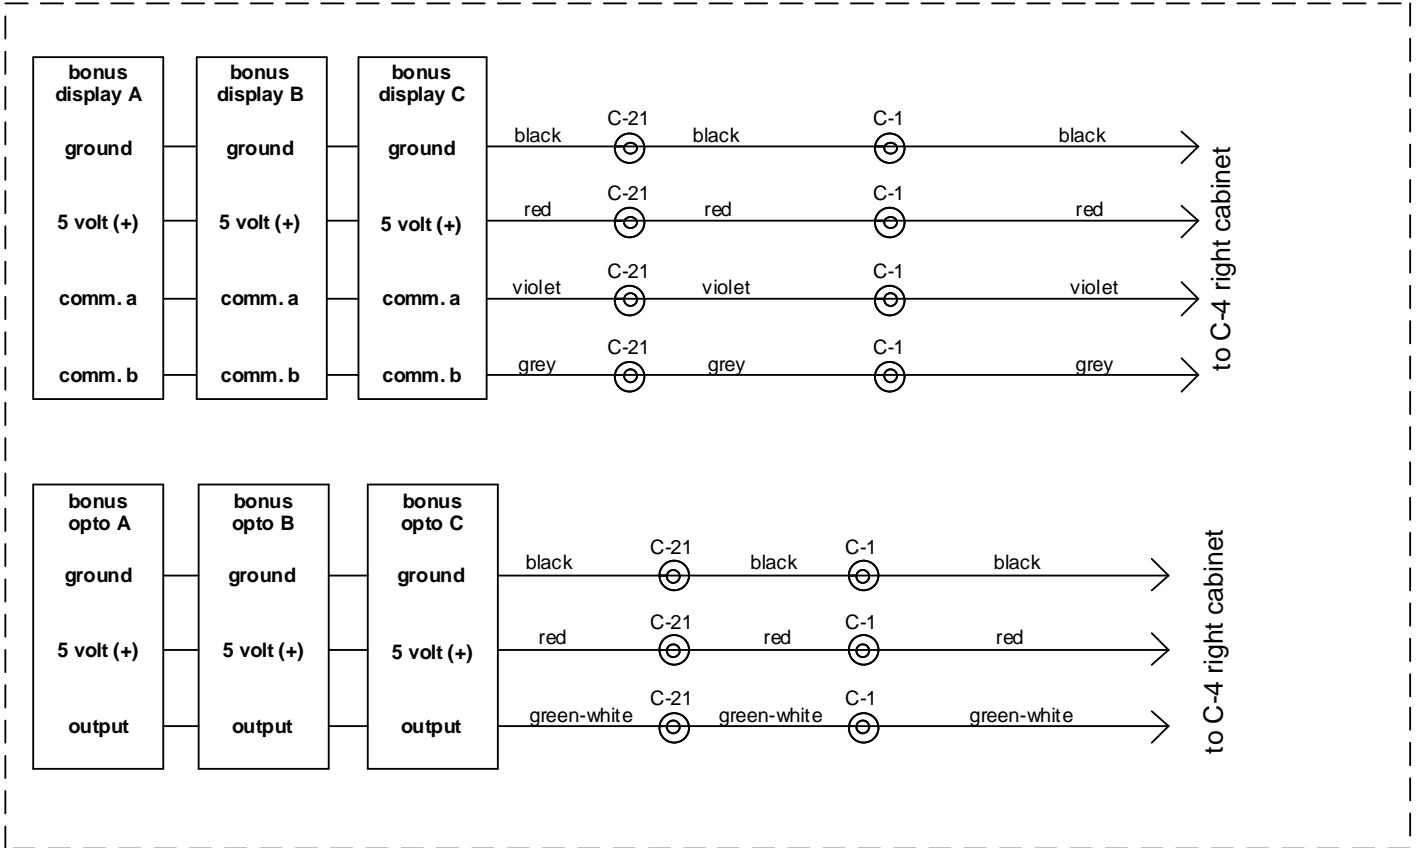 bonus display A
bonus display B
bonus display C
ground
ground
ground
black
C-21
black
C-1
black
5 volt (+)
5 volt (+)
5 volt (+)
red
C-21
red
C-1
red
comm. a
comm. a
comm. a
violet
C-21
violet
C-1
violet
comm. b
comm. b
comm. b
grey
C-21
grey
C-1
grey
to C-4 right cabinet
bonus opto A
bonus opto B
bonus opto C
ground
ground
ground
black
C-21
black
C-1
black
5 volt (+)
5 volt (+)
5 volt (+)
red
C-21
red
C-1
red
output
output
output
green-white
C-21
green-white
C-1
green-white
to C-4 right cabinet